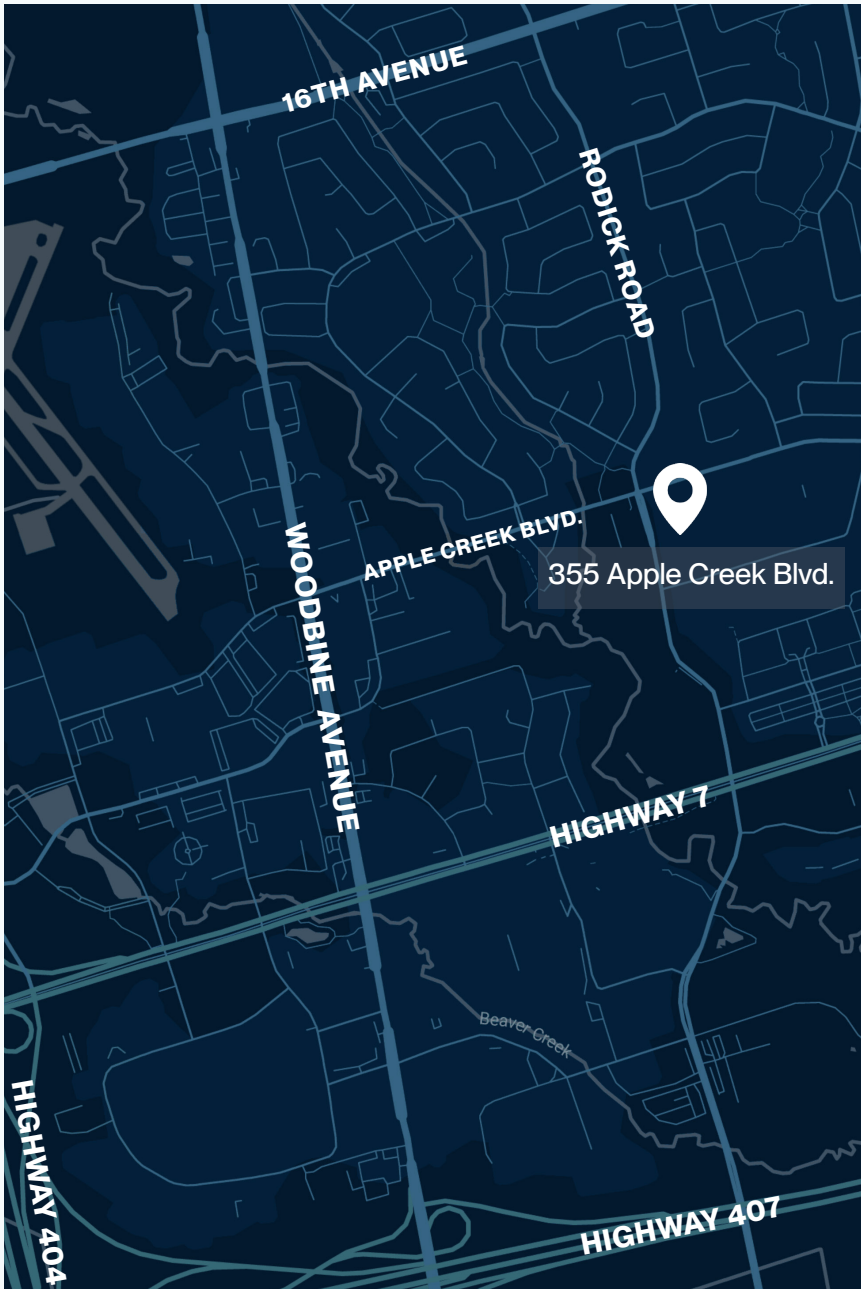 16TH AVENUE
RODICK ROAD
WOODBINE AVENUE
APPLE CREEK BLVD.
355 Apple Creek Blvd.
HIGHWAY 7
Beaver Creek
HIGHWAY 404
HIGHWAY 407